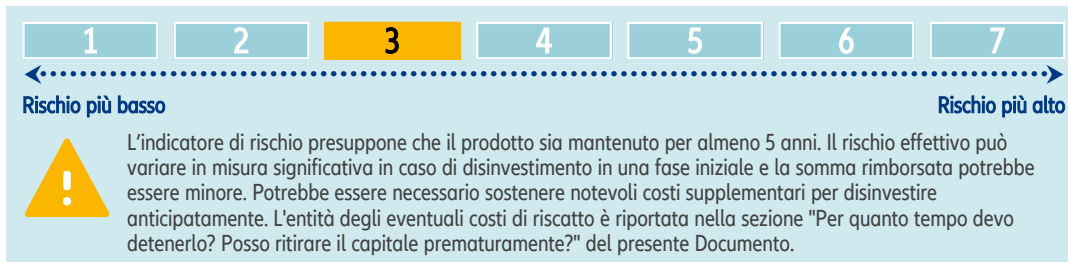 1 2 3 4 5 6 7
Rischio più basso Rischio più alto
L'indicatore di rischio presuppone che il prodotto sia mantenuto per almeno 5 anni. Il rischio effettivo può
variare in misura significativa in caso di disinvestimento in una fase iniziale e la somma rimborsata potrebbe
essere minore. Potrebbe essere necessario sostenere notevoli costi supplementari per disinvestire
anticipatamente. L'entità degli eventuali costi di riscatto è riportata nella sezione "Per quanto tempo devo
detenerlo? Posso ritirare il capitale prematuramente?" del presente Documento.